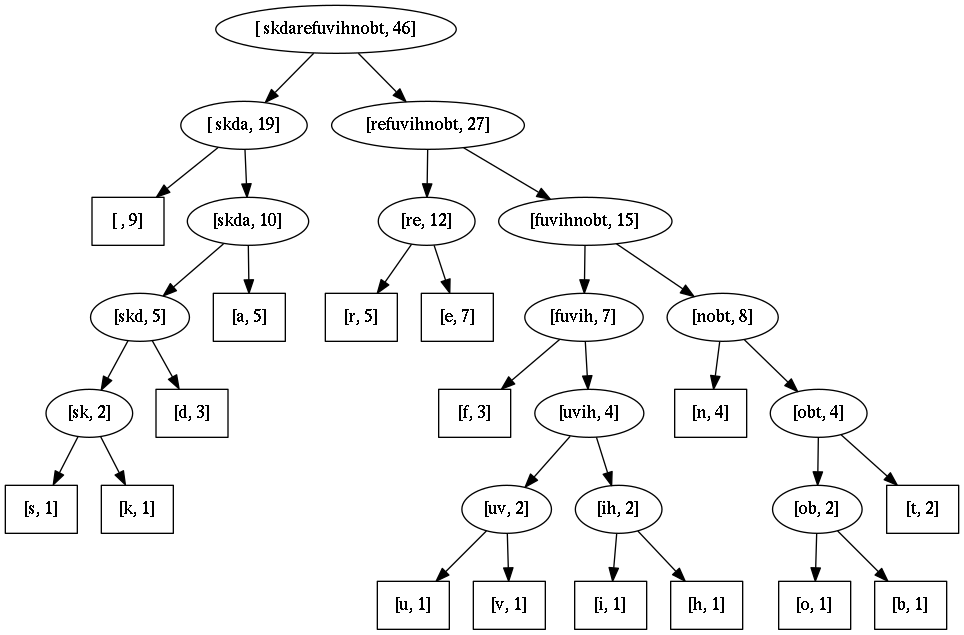 [ skdarefuvihnobt, 46]
[ skda, 19]
[refuvihnobt, 27]
[ , 9]
[skda, 10]
[re, 12]
[fuvihnobt, 15]
[skd, 5]
[a, 5]
[r, 5]
[e, 7]
[fuvih, 7]
[nobt, 8]
[sk, 2]
[d, 3]
[f, 3]
[uvih, 4]
[n, 4]
[obt, 4]
[s, 1]
[k, 1]
[uv, 2]
[ih, 2]
[ob, 2]
[t, 2]
[u, 1]
[v, 1]
[i, 1]
[h, 1]
[o, 1]
[b, 1]